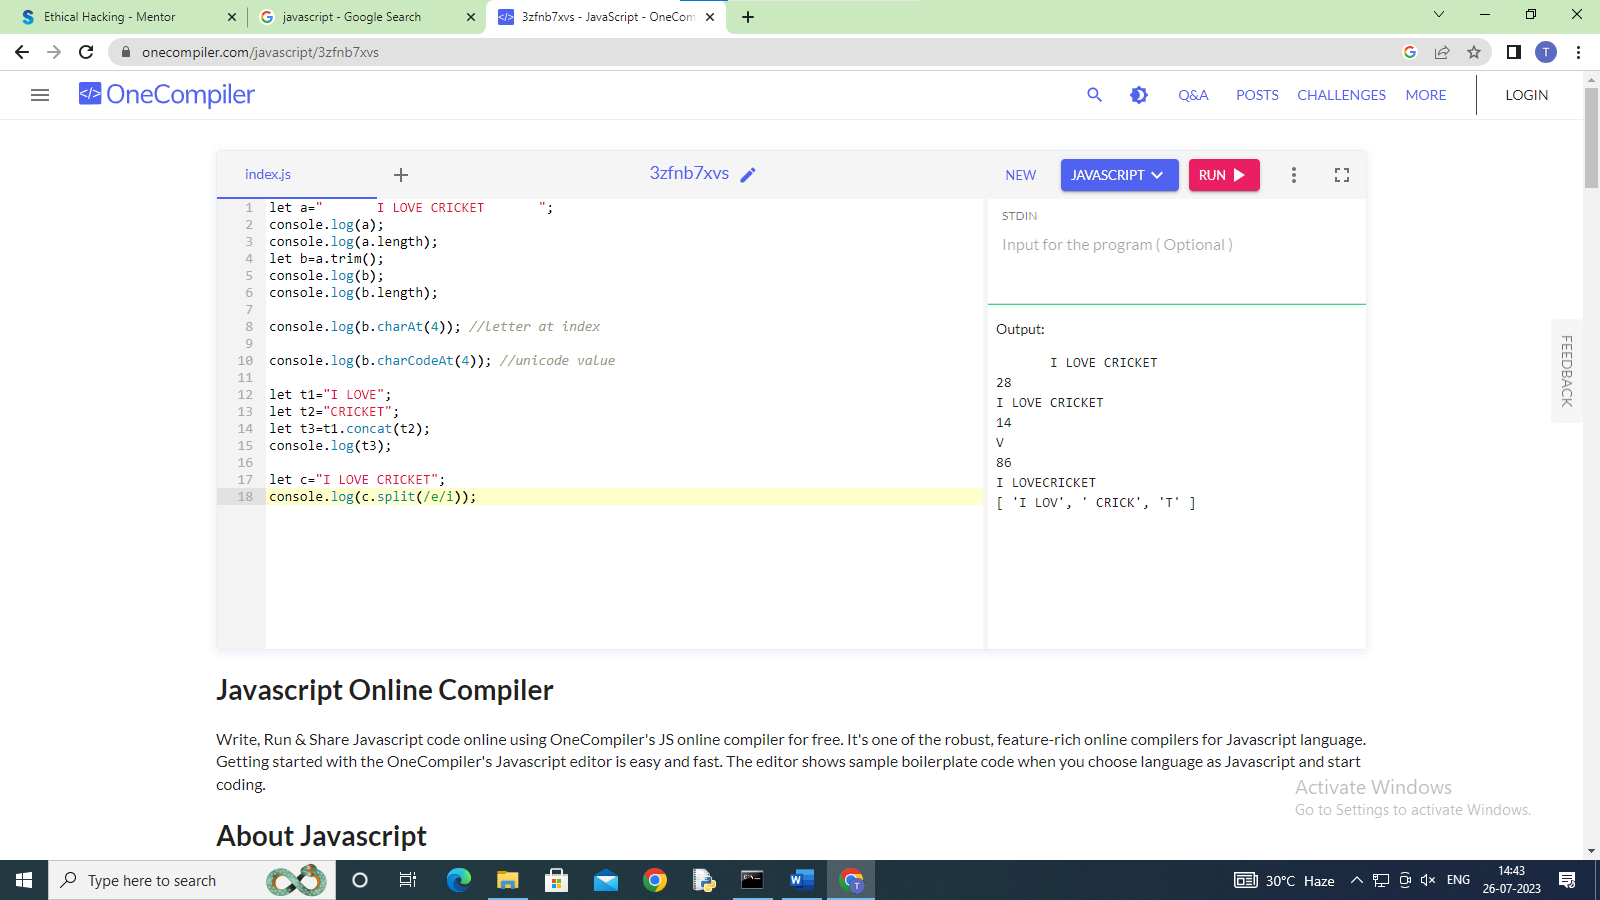 Ethical Hacking - Mentor
javascript - Google Search
3zfnb7xvs - JavaScript - OneCom
onecompiler.com/javascript/3zfnb7xvs
T
OneCompiler
Q&A
POSTS
CHALLENGES
MORE
LOGIN
index.js
3zfnb7xvs
NEW
JAVASCRIPT
RUN
1 let a="       I LOVE CRICKET       ";
2 console.log(a);
3 console.log(a.length);
4 let b=a.trim();
5 console.log(b);
6 console.log(b.length);
7
8 console.log(b.charAt(4)); //letter at index
9
10 console.log(b.charCodeAt(4)); //unicode value
11
12 let t1="I LOVE";
13 let t2="CRICKET";
14 let t3=t1.concat(t2);
15 console.log(t3);
16
17 let c="I LOVE CRICKET";
18 console.log(c.split(/e/i));
STDIN
Input for the program ( Optional )
Output:
       I LOVE CRICKET
28
I LOVE CRICKET
14
V
86
I LOVECRICKET
[ 'I LOV', ' CRICK', 'T' ]
FEEDBACK
Javascript Online Compiler
Write, Run & Share Javascript code online using OneCompiler's JS online compiler for free. It's one of the robust, feature-rich online compilers for Javascript language.
Getting started with the OneCompiler's Javascript editor is easy and fast. The editor shows sample boilerplate code when you choose language as Javascript and start
coding.
About Javascript
Activate Windows
Go to Settings to activate Windows.
Type here to search
30°C Haze
ENG
14:43
26-07-2023